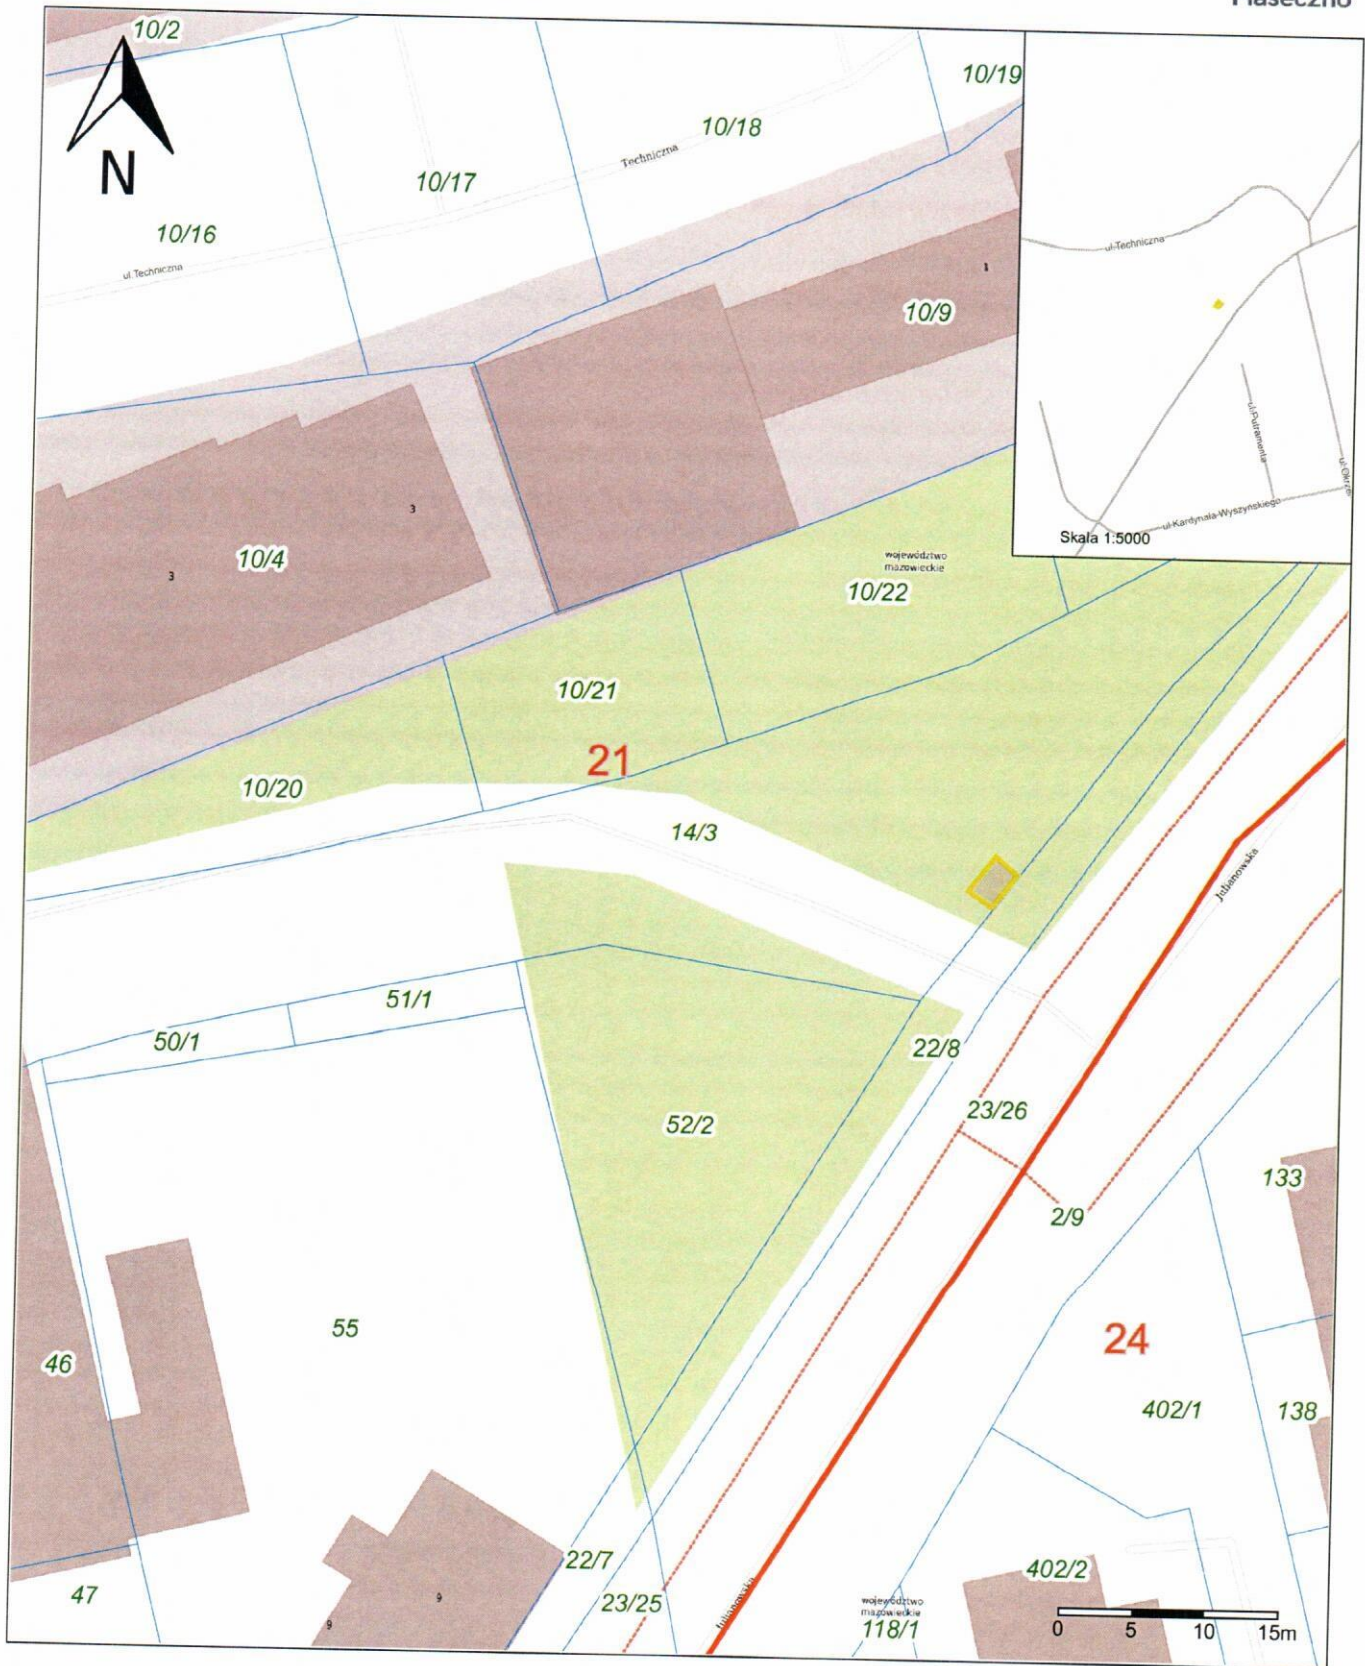 Piaseczno
10/2
N
10/19
10/18
Techniczna
10/17
10/16
ul.Techniczna
ul.Techniczna
1
10/9
ul.Putramenta
ul.Okrzei
ul.Kardynała-Wyszyńskiego
Skala 1:5000
3
10/4
3
województwo
mazowieckie
10/22
10/21
21
10/20
14/3
Julianowska
51/1
50/1
22/8
23/26
52/2
133
2/9
55
24
46
402/1
138
22/7
402/2
47
9
9
23/25
Julianowska
województwo
mazowieckie
118/1
0 5 10 15m